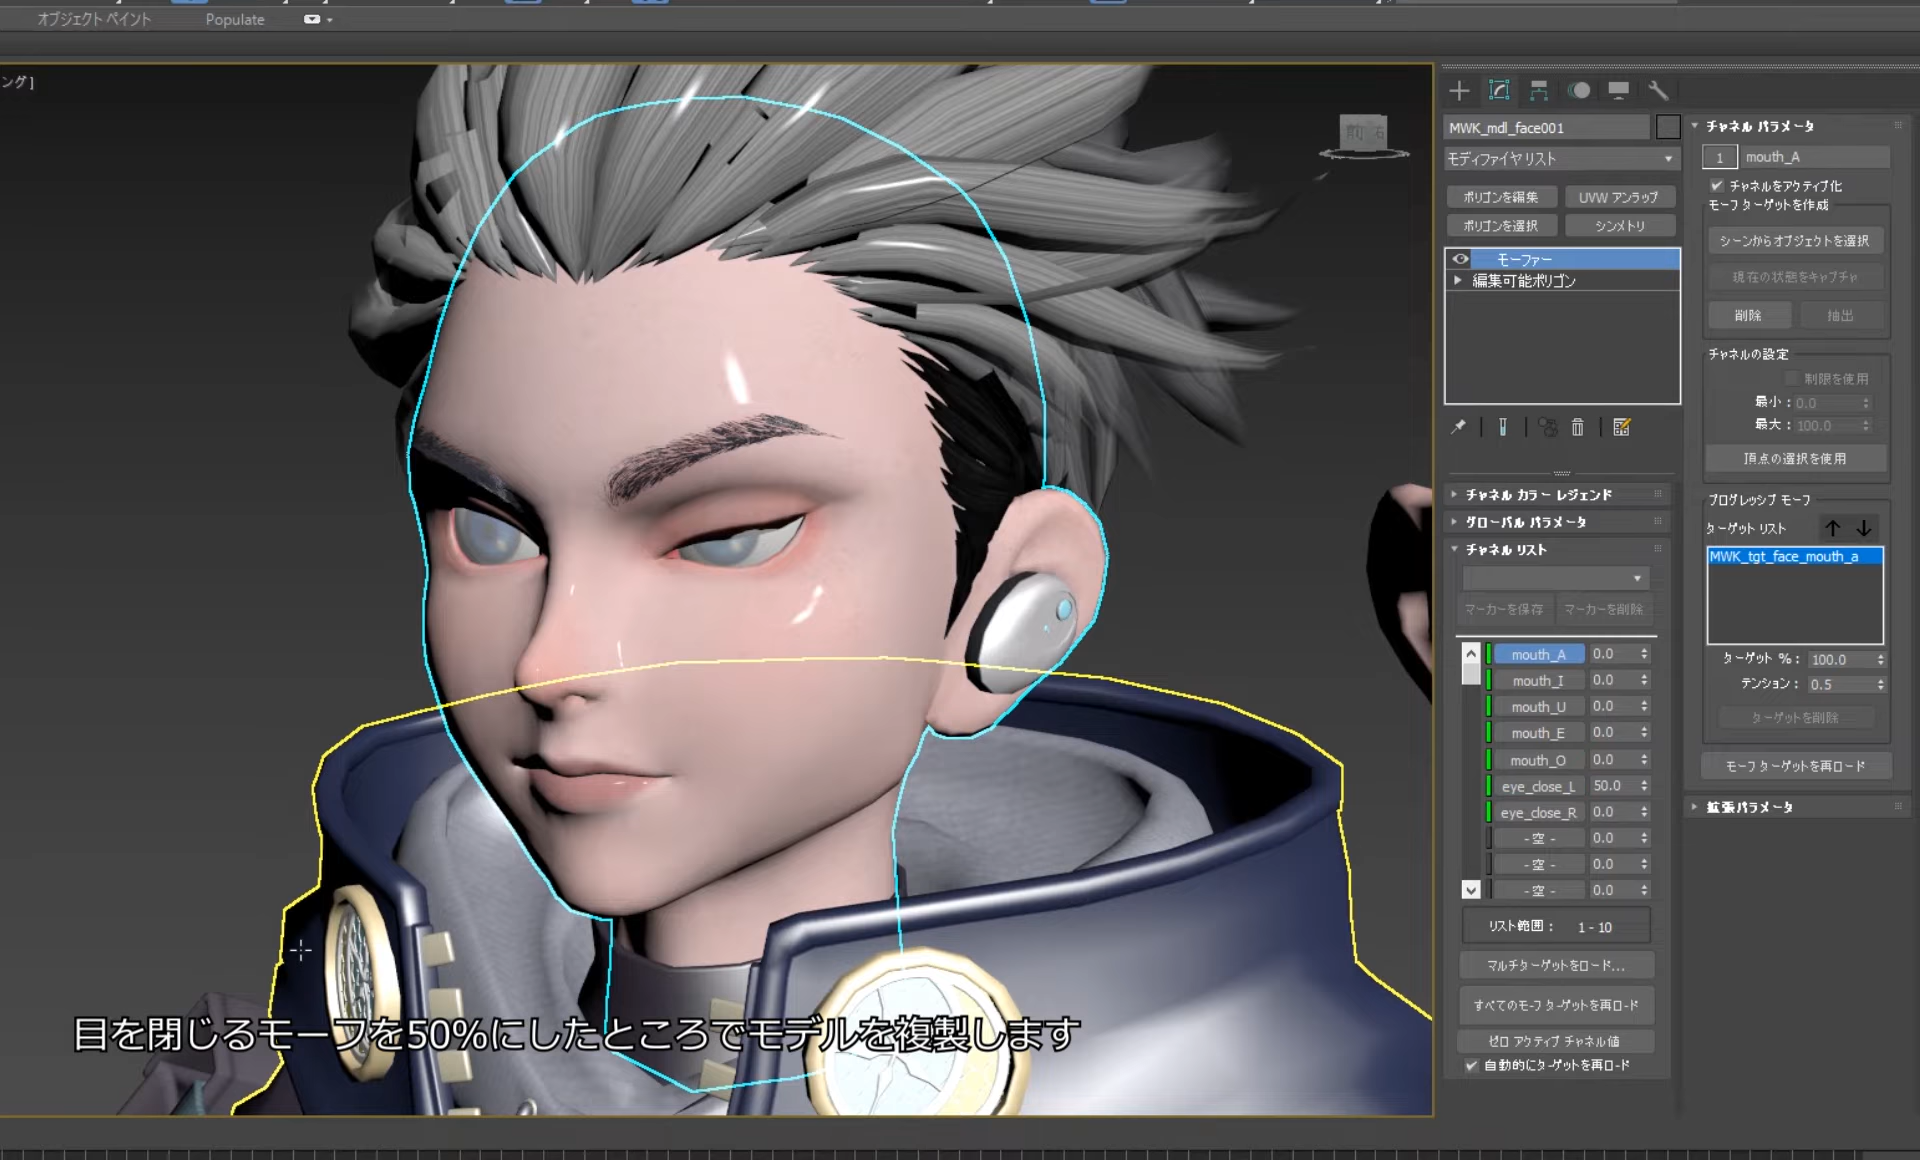 オブジェクト ペイント
Populate
ング ]
MWK_mdl_face001
モディファイヤ リスト
ポリゴンを編集
UVW アンラップ
ポリゴンを選択
シンメトリ
モーファー
編集可能ポリゴン
チャネル カラー レジェンド
グローバル パラメータ
チャネル リスト
マーカーを保存
マーカーを削除
mouth_A 0.0
mouth_I 0.0
mouth_U 0.0
mouth_E 0.0
mouth_O 0.0
eye_close_L 50.0
eye_close_R 0.0
- 空 - 0.0
- 空 - 0.0
- 空 - 0.0
リスト範囲 : 1 - 10
マルチターゲットをロード...
すべてのモーフ ターゲットを再ロード
ゼロ アクティブ チャネル値
自動的にターゲットを再ロード
チャネル パラメータ
1 mouth_A
チャネルをアクティブ化
モーフ ターゲットを作成
シーンからオブジェクトを選択
現在の状態をキャプチャ
削除
抽出
チャネルの設定
制限を使用
最小 : 0.0
最大 : 100.0
頂点の選択を使用
プログレッシブ モーフ
ターゲット リスト
MWK_tgt_face_mouth_a
ターゲット % : 100.0
テンション : 0.5
ターゲットを削除
モーフ ターゲットを再ロード
拡張パラメータ
目を閉じるモーフを50%にしたところでモデルを複製します